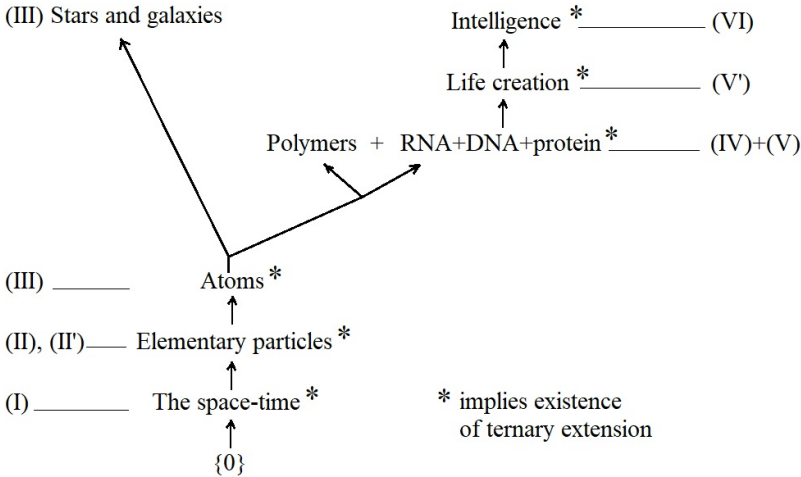 (III) Stars and galaxies
Intelligence * (VI)
Life creation * (V')
Polymers + RNA+DNA+protein * (IV)+(V)
(III) Atoms *
(II), (II') Elementary particles *
(I) The space-time *
* implies existence
of ternary extension
{0}